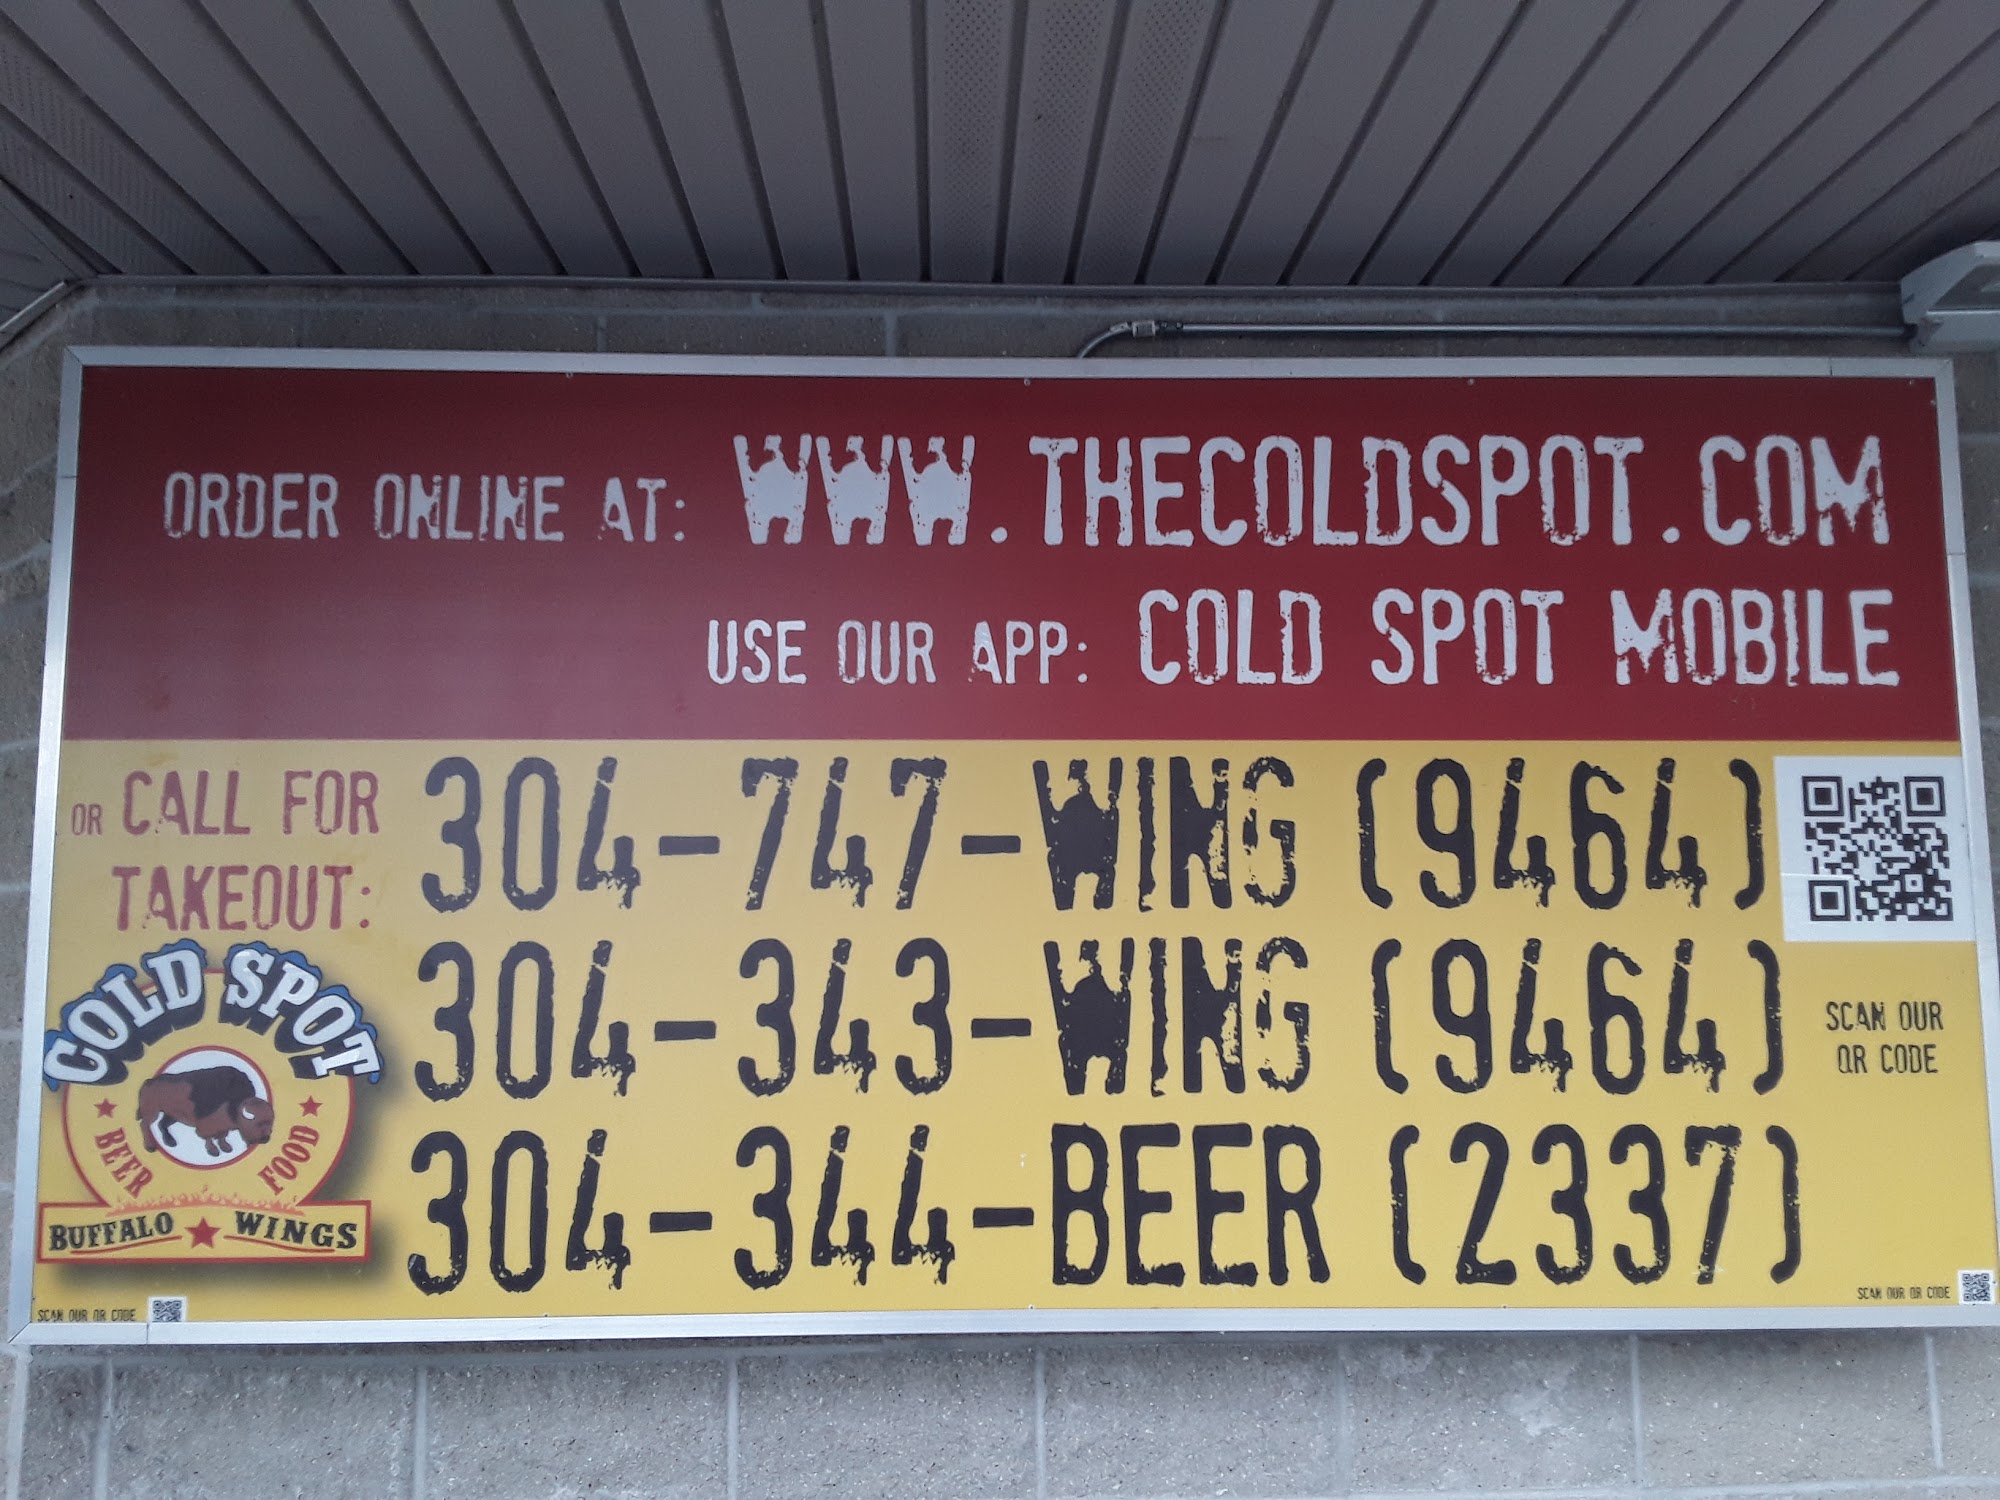 ORDER ONLINE AT: WWW.THECOLDSPOT.COM
USE OUR APP: COLD SPOT MOBILE
OR CALL FOR
TAKEOUT:
304-747-WING (9464)
304-343-WING (9464)
304-344-BEER (2337)
SCAN OUR
QR CODE
COLD SPOT
BEER
FOOD
BUFFALO WINGS
SCAN OUR QR CODE
SCAN OUR QR CODE